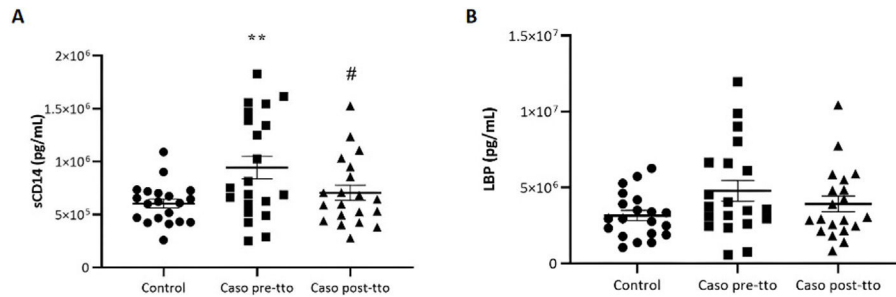 A
**
#
sCD14 (pg/mL)
2×10⁶
1.5×10⁶
1×10⁶
5×10⁵
0
Control Caso pre-tto Caso post-tto
B
LBP (pg/mL)
1.5×10⁷
1×10⁷
5×10⁶
0
Control Caso pre-tto Caso post-tto